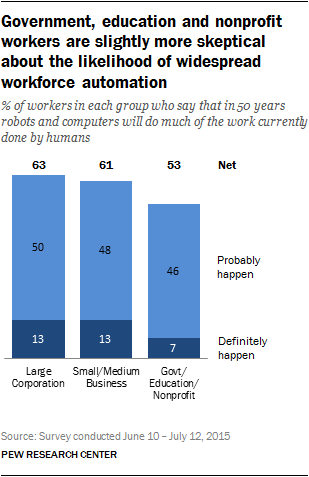 Government, education and nonprofit
workers are slightly more skeptical
about the likelihood of widespread
workforce automation
% of workers in each group who say that in 50 years
robots and computers will do much of the work currently
done by humans
63 61 53 Net
50 48 46 Probably
happen
13 13 7 Definitely
happen
Large
Corporation
Small/Medium
Business
Govt/
Education/
Nonprofit
Source: Survey conducted June 10 – July 12, 2015
PEW RESEARCH CENTER